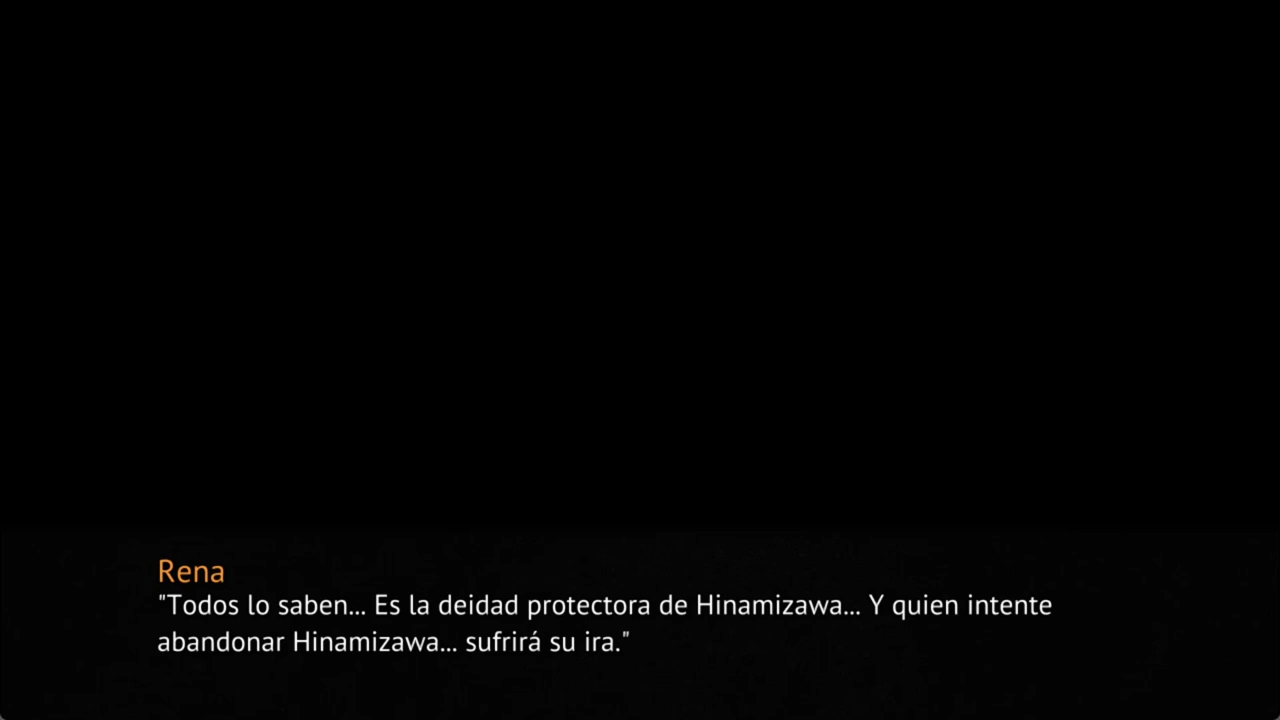 Rena
"Todos lo saben... Es la deidad protectora de Hinamizawa... Y quien intente
abandonar Hinamizawa... sufrirá su ira."